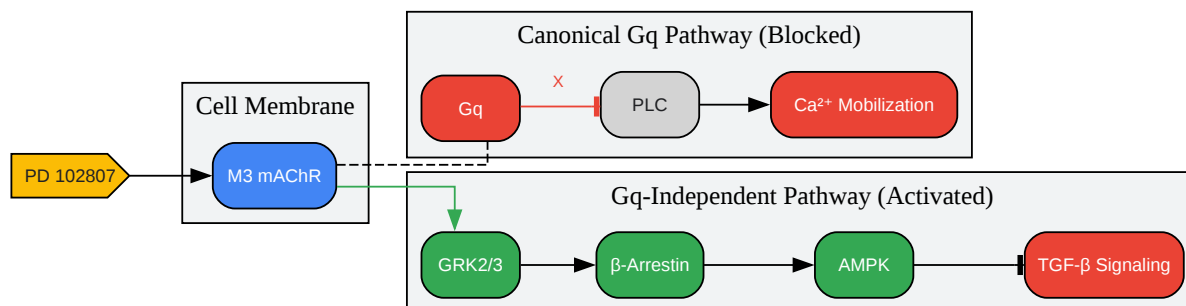 Canonical Gq Pathway (Blocked)
X
Gq
PLC
Ca²⁺ Mobilization
Cell Membrane
PD 102807
M3 mAChR
Gq-Independent Pathway (Activated)
GRK2/3
β-Arrestin
AMPK
TGF-β Signaling